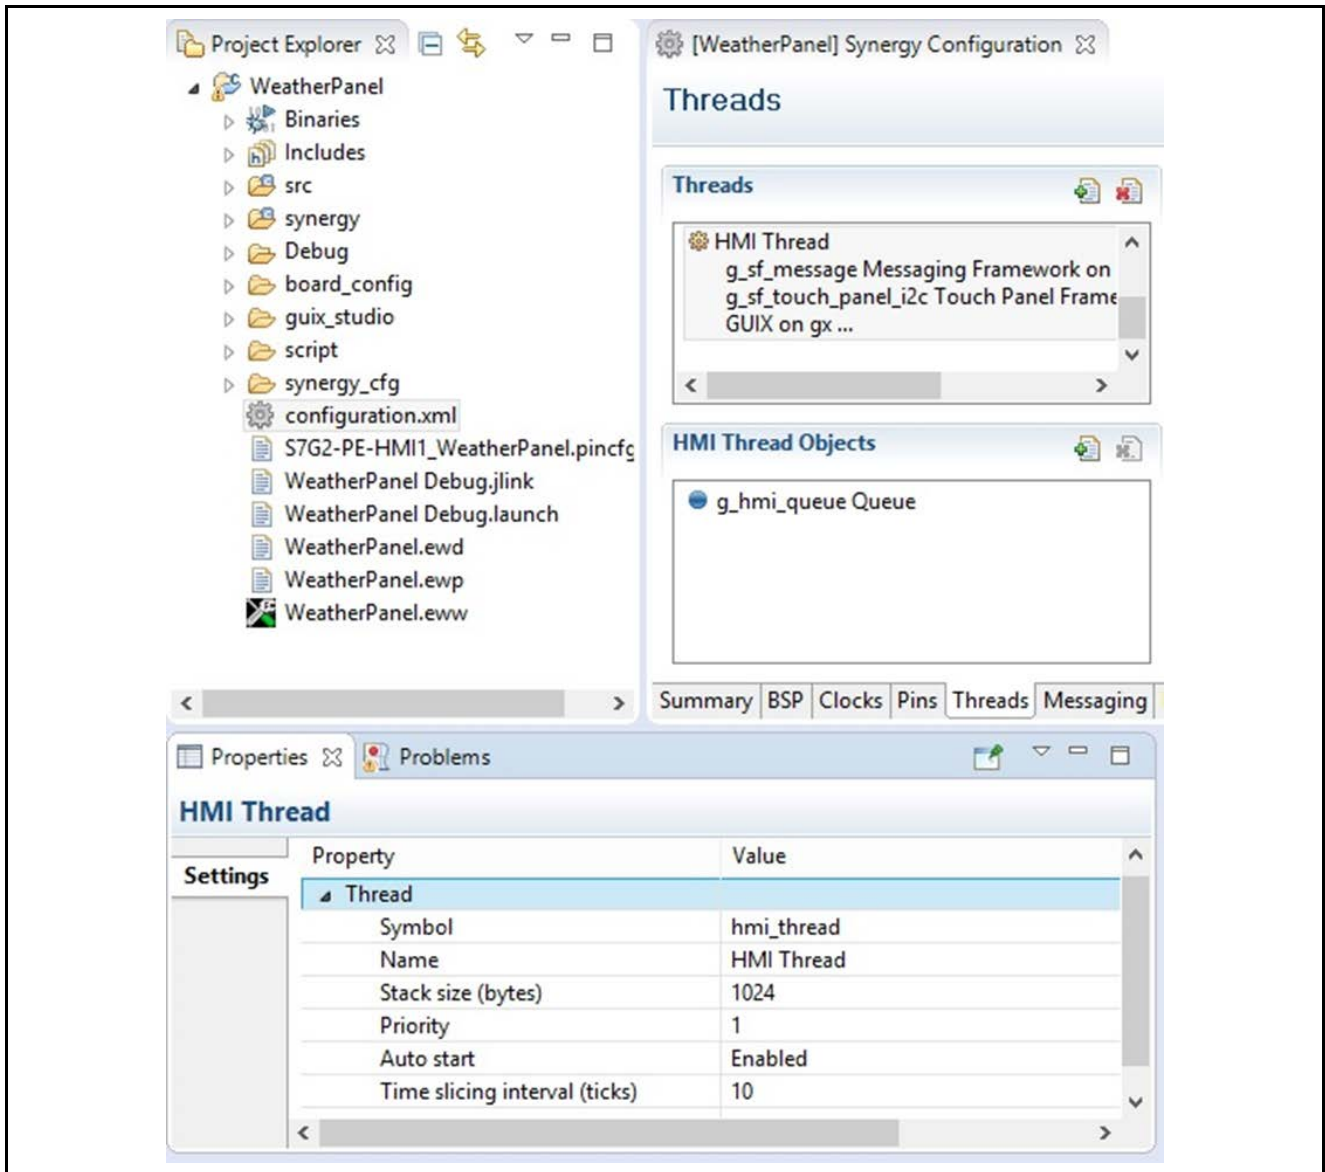 Project Explorer
WeatherPanel
Binaries
Includes
src
synergy
Debug
board_config
guix_studio
script
synergy_cfg
configuration.xml
S7G2-PE-HMI1_WeatherPanel.pincfg
WeatherPanel Debug.jlink
WeatherPanel Debug.launch
WeatherPanel.ewd
WeatherPanel.ewp
WeatherPanel.eww
[WeatherPanel] Synergy Configuration
Threads
Threads
HMI Thread
g_sf_message Messaging Framework on
g_sf_touch_panel_i2c Touch Panel Frame
GUIX on gx ...
HMI Thread Objects
g_hmi_queue Queue
Summary BSP Clocks Pins Threads Messaging
Properties Problems
HMI Thread
Settings
Property Value
Thread
Symbol hmi_thread
Name HMI Thread
Stack size (bytes) 1024
Priority 1
Auto start Enabled
Time slicing interval (ticks) 10